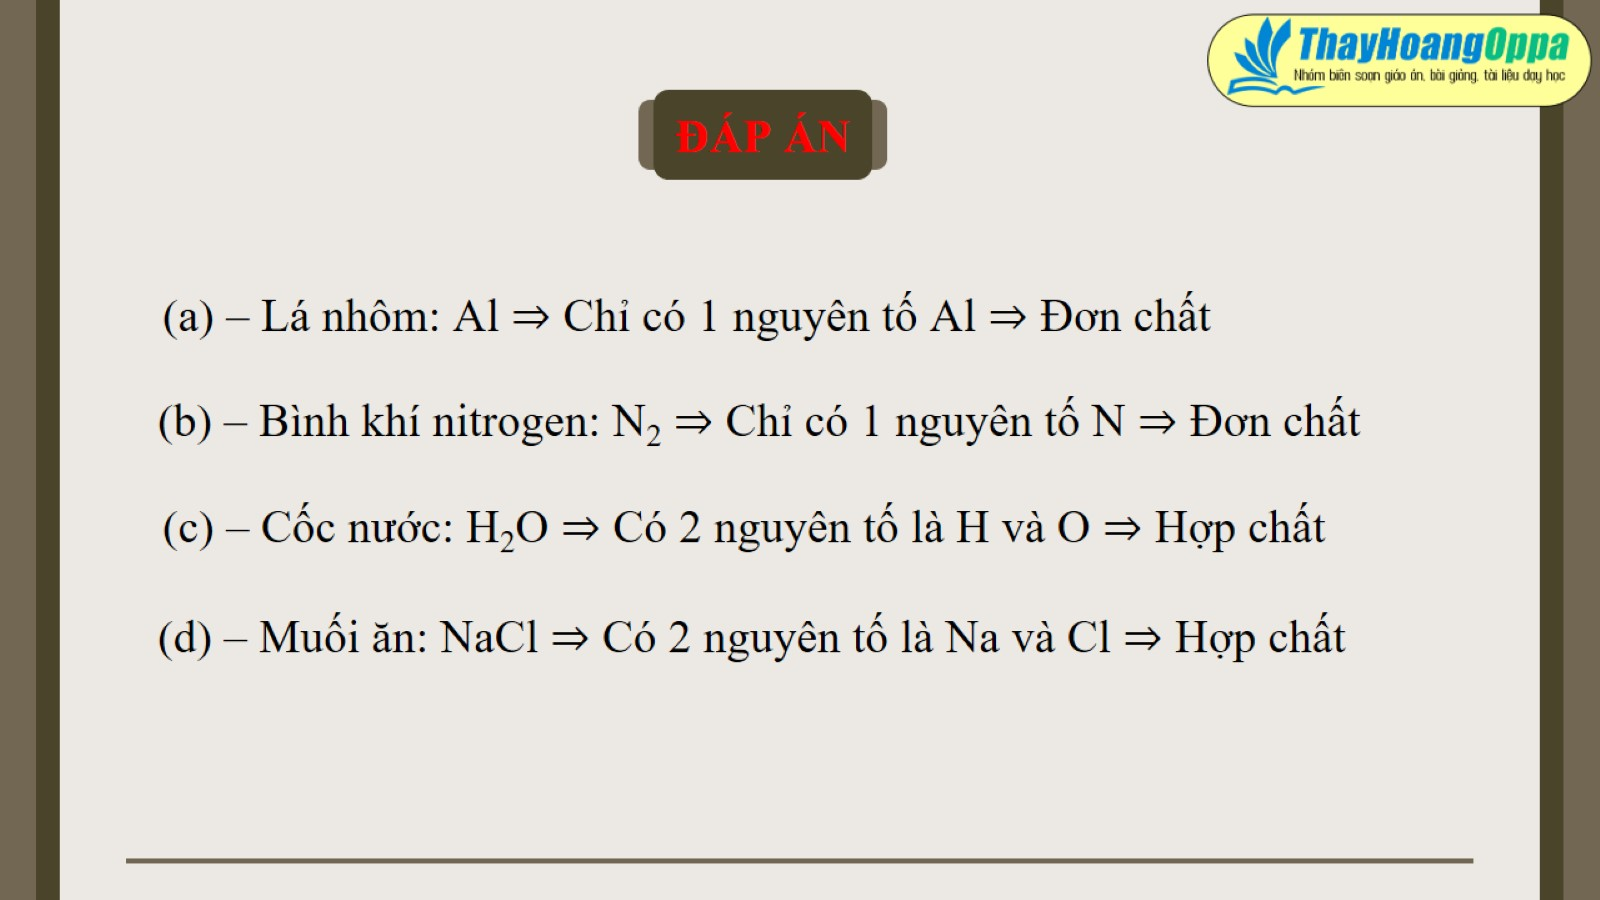 ThayHoangOppa
Nhóm biên soạn giáo án, bài giảng, tài liệu dạy học
ĐÁP ÁN
(a) – Lá nhôm: Al ⇒ Chỉ có 1 nguyên tố Al ⇒ Đơn chất
(b) – Bình khí nitrogen: N₂ ⇒ Chỉ có 1 nguyên tố N ⇒ Đơn chất
(c) – Cốc nước: H₂O ⇒ Có 2 nguyên tố là H và O ⇒ Hợp chất
(d) – Muối ăn: NaCl ⇒ Có 2 nguyên tố là Na và Cl ⇒ Hợp chất